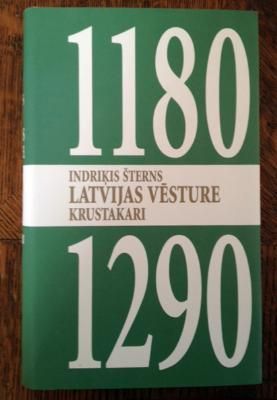 1180
INDRIĶIS ŠTERNS
LATVIJAS VĒSTURE
KRUSTAKARI
1290